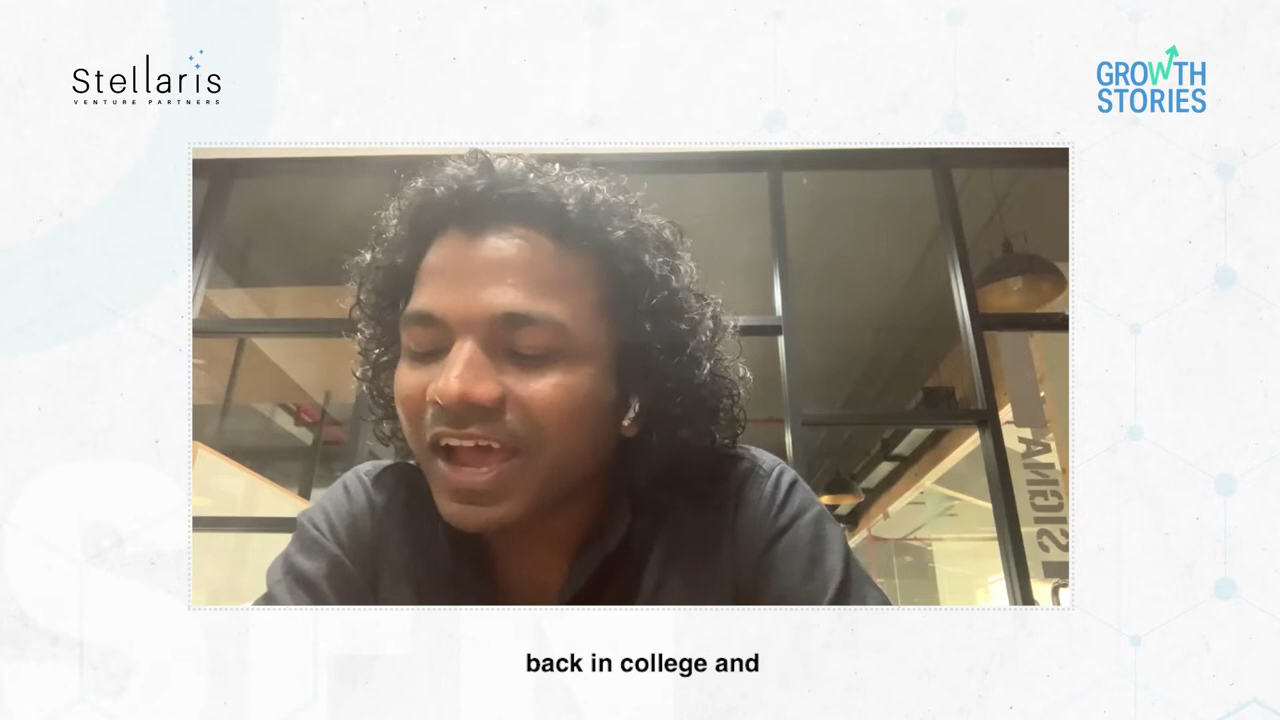 Stellaris
VENTURE PARTNERS
GROWTH
STORIES
back in college and